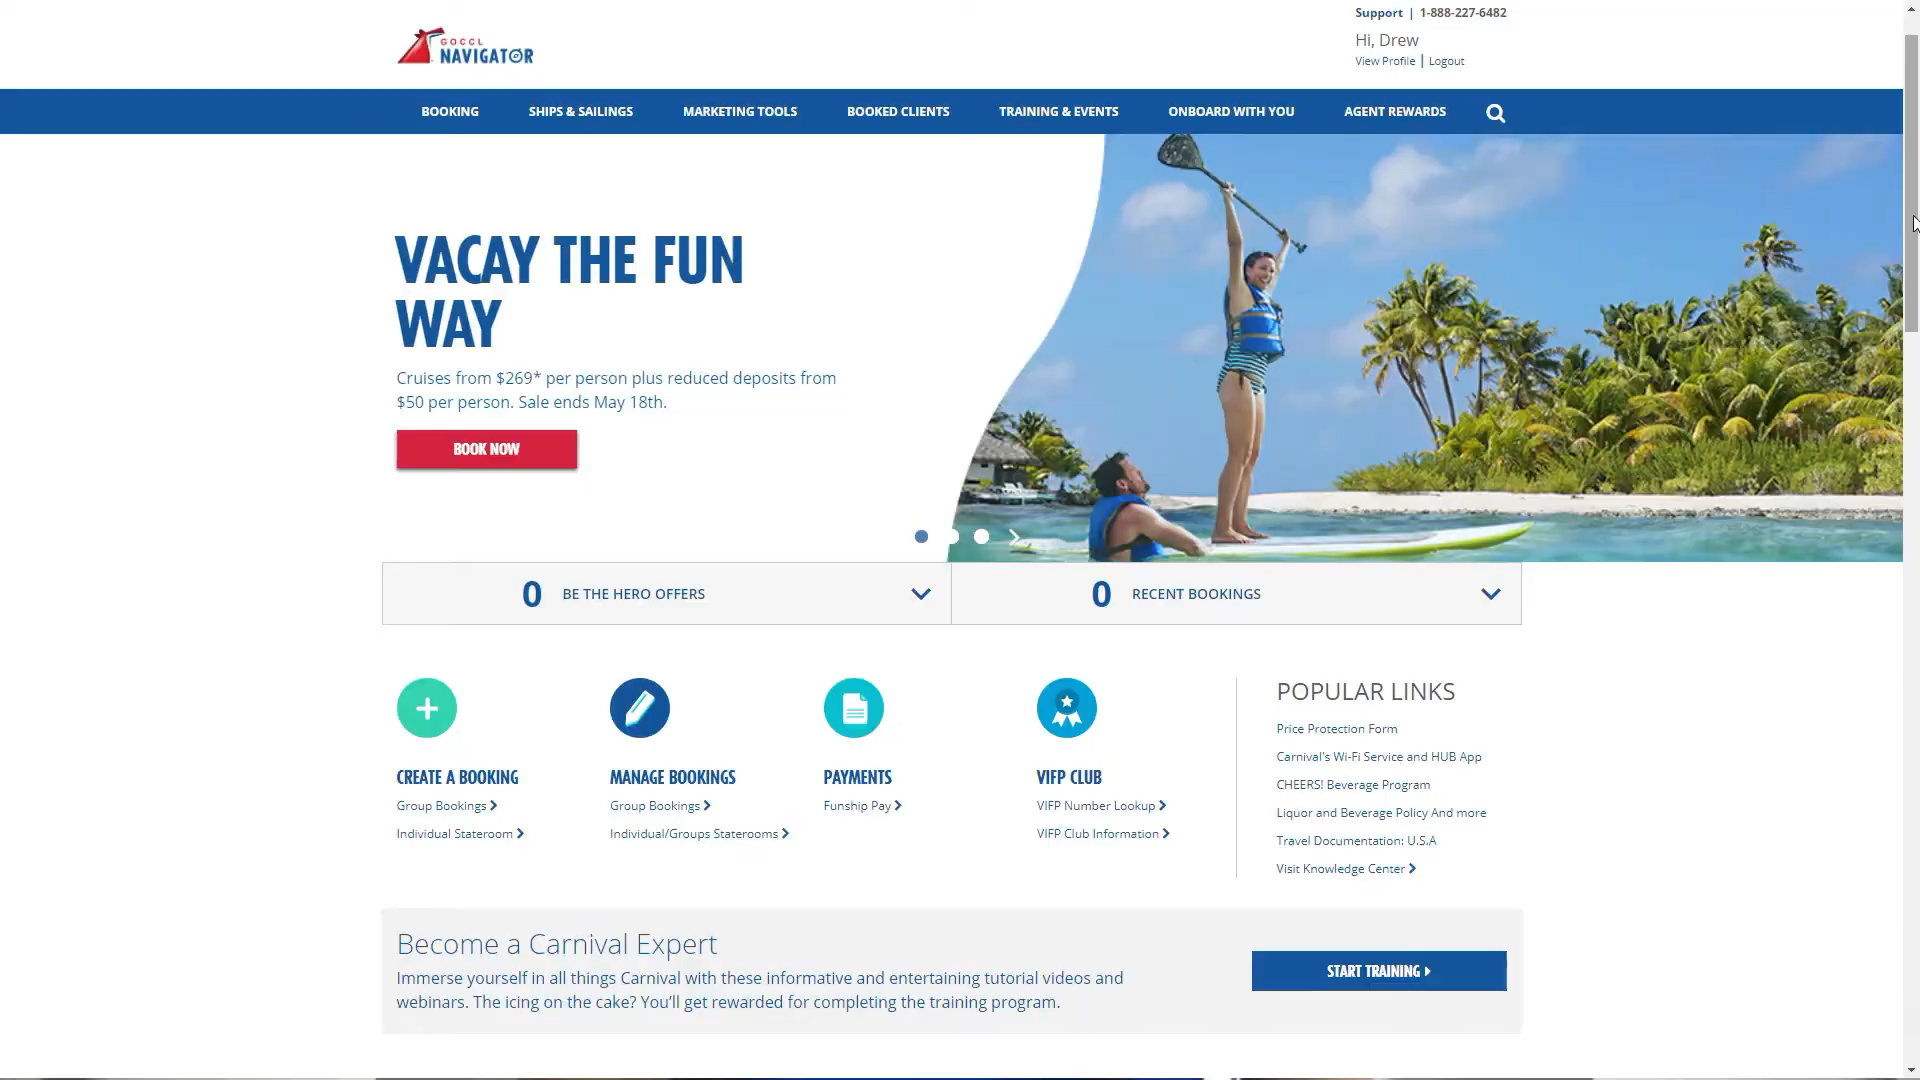 Support | 1-888-227-6482
GOCCL
NAVIGATOR
Hi, Drew
View Profile | Logout
BOOKING SHIPS & SAILINGS MARKETING TOOLS BOOKED CLIENTS TRAINING & EVENTS ONBOARD WITH YOU AGENT REWARDS
VACAY THE FUN
WAY
Cruises from $269* per person plus reduced deposits from
$50 per person. Sale ends May 18th.
BOOK NOW
0 BE THE HERO OFFERS
0 RECENT BOOKINGS
CREATE A BOOKING
Group Bookings
Individual Stateroom
MANAGE BOOKINGS
Group Bookings
Individual/Groups Staterooms
PAYMENTS
Funship Pay
VIFP CLUB
VIFP Number Lookup
VIFP Club Information
POPULAR LINKS
Price Protection Form
Carnival's Wi-Fi Service and HUB App
CHEERS! Beverage Program
Liquor and Beverage Policy And more
Travel Documentation: U.S.A
Visit Knowledge Center
Become a Carnival Expert
Immerse yourself in all things Carnival with these informative and entertaining tutorial videos and
webinars. The icing on the cake? You’ll get rewarded for completing the training program.
START TRAINING